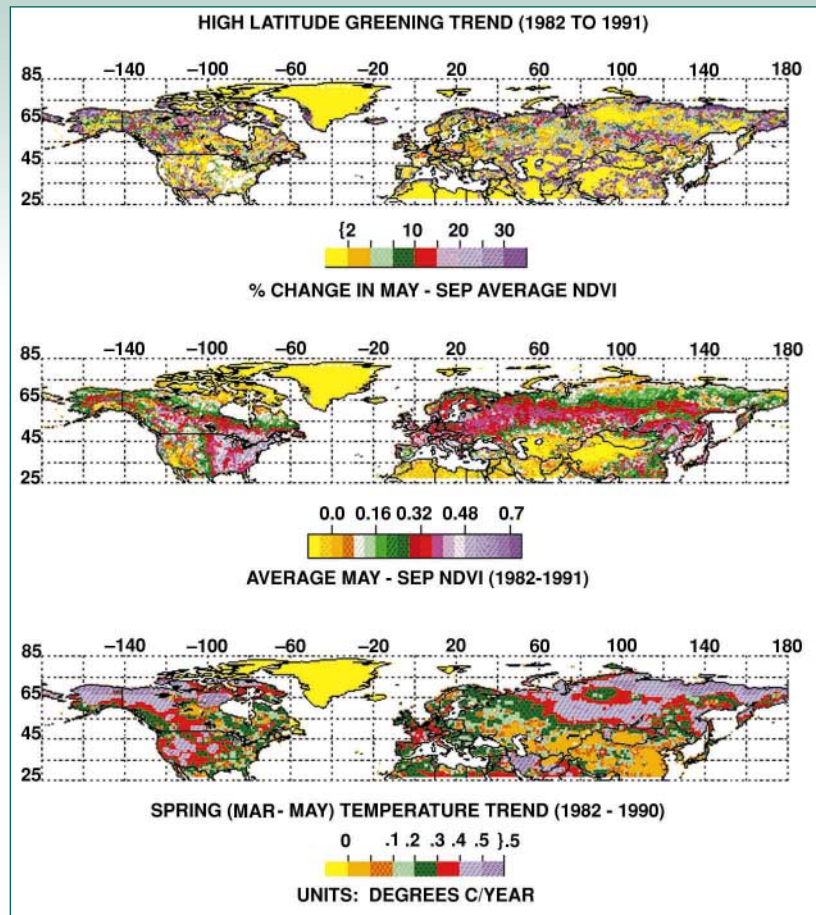 HIGH LATITUDE GREENING TREND (1982 TO 1991)
−140 −100 −60 20 60 100 140 180
85
65
45
25
{2 10 20 30
% CHANGE IN MAY - SEP AVERAGE NDVI
−140 −100 −60 20 60 100 140 180
85
65
45
25
0.0 0.16 0.32 0.48 0.7
AVERAGE MAY - SEP NDVI (1982-1991)
−140 −100 −60 20 60 100 140 180
85
65
45
25
SPRING (MAR - MAY) TEMPERATURE TREND (1982 - 1990)
0 .1 .2 .3 .4 .5 }.5
UNITS: DEGREES C/YEAR